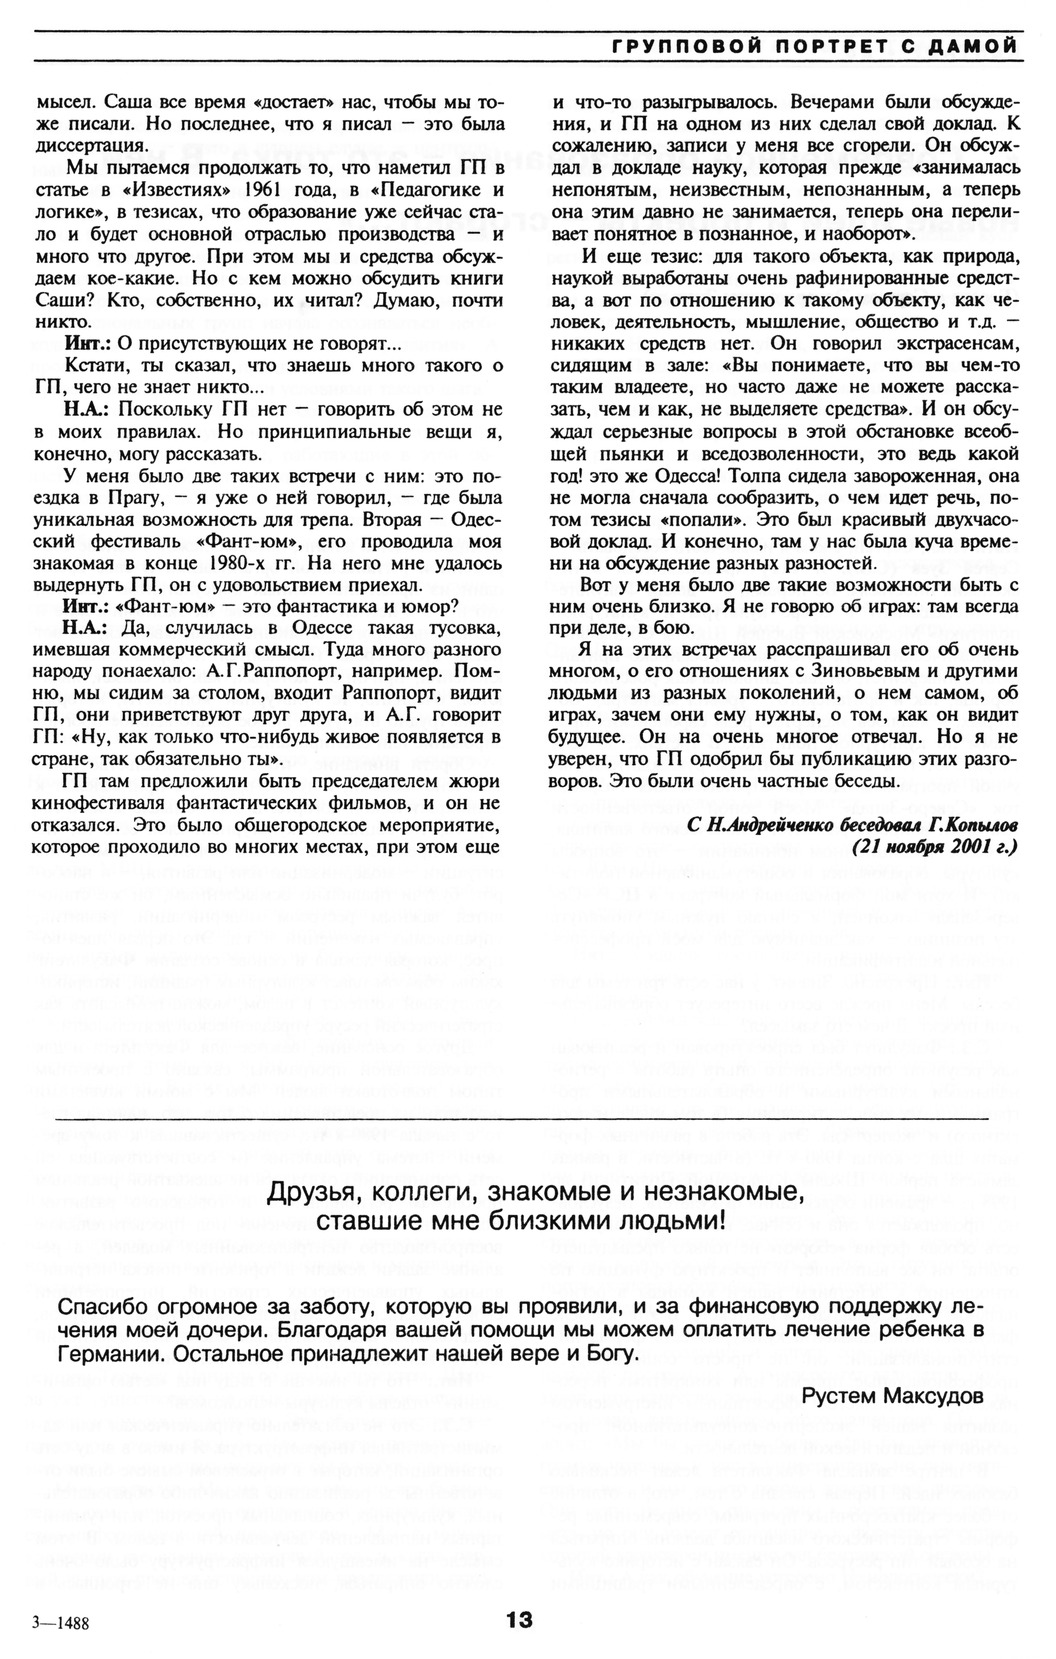 ГРУППОВОЙ ПОРТРЕТ С ДАМОЙ
мысел. Саша все время «достает» нас, чтобы мы то-
же писали. Но последнее, что я писал — это была
диссертация.
Мы пытаемся продолжать то, что наметил ГП в
статье в «Известиях» 1961 года, в «Педагогике и
логике», в тезисах, что образование уже сейчас ста-
ло и будет основной отраслью производства — и
много что другое. При этом мы и средства обсуж-
даем кое-какие. Но с кем можно обсудить книги
Саши? Кто, собственно, их читал? Думаю, почти
никто.
Инт.: О присутствующих не говорят...
Кстати, ты сказал, что знаешь много такого о
ГП, чего не знает никто...
Н.А.: Поскольку ГП нет — говорить об этом не
в моих правилах. Но принципиальные вещи я,
конечно, могу рассказать.
У меня было две таких встречи с ним: это по-
ездка в Прагу, — я уже о ней говорил, — где была
уникальная возможность для трепа. Вторая — Одес-
ский фестиваль «Фант-юм», его проводила моя
знакомая в конце 1980-х гг. На него мне удалось
выдернуть ГП, он с удовольствием приехал.
Инт.: «Фант-юм» — это фантастика и юмор?
Н.А.: Да, случилась в Одессе такая тусовка,
имевшая коммерческий смысл. Туда много разного
народу понаехало: А.Г.Раппопорт, например. Пом-
ню, мы сидим за столом, входит Раппопорт, видит
ГП, они приветствуют друг друга, и А.Г. говорит
ГП: «Ну, как только что-нибудь живое появляется в
стране, так обязательно ты».
ГП там предложили быть председателем жюри
кинофестиваля фантастических фильмов, и он не
отказался. Это было общегородское мероприятие,
которое проходило во многих местах, при этом еще
и что-то разыгрывалось. Вечерами были обсужде-
ния, и ГП на одном из них сделал свой доклад. К
сожалению, записи у меня все сгорели. Он обсуж-
дал в докладе науку, которая прежде «занималась
непонятым, неизвестным, непознанным, а теперь
она этим давно не занимается, теперь она перели-
вает понятное в познанное, и наоборот».
И еще тезис: для такого объекта, как природа,
наукой выработаны очень рафинированные средст-
ва, а вот по отношению к такому объекту, как че-
ловек, деятельность, мышление, общество и т.д. —
никаких средств нет. Он говорил экстрасенсам,
сидящим в зале: «Вы понимаете, что вы чем-то
таким владеете, но часто даже не можете расска-
зать, чем и как, не выделяете средства». И он обсу-
ждал серьезные вопросы в этой обстановке всеоб-
щей пьянки и вседозволенности, это ведь какой
год! это же Одесса! Толпа сидела завороженная, она
не могла сначала сообразить, о чем идет речь, по-
том тезисы «попали». Это был красивый двухчасо-
вой доклад. И конечно, там у нас была куча време-
ни на обсуждение разных разностей.
Вот у меня было две такие возможности быть с
ним очень близко. Я не говорю об играх: там всегда
при деле, в бою.
Я на этих встречах расспрашивал его об очень
многом, о его отношениях с Зиновьевым и другими
людьми из разных поколений, о нем самом, об
играх, зачем они ему нужны, о том, как он видит
будущее. Он на очень многое отвечал. Но я не
уверен, что ГП одобрил бы публикацию этих разго-
воров. Это были очень частные беседы.
С Н.Андрейченко беседовал Г.Копылов
(21 ноября 2001 г.)
Друзья, коллеги, знакомые и незнакомые,
ставшие мне близкими людьми!
Спасибо огромное за заботу, которую вы проявили, и за финансовую поддержку ле-
чения моей дочери. Благодаря вашей помощи мы можем оплатить лечение ребенка в
Германии. Остальное принадлежит нашей вере и Богу.
Рустем Максудов
3—1488
13